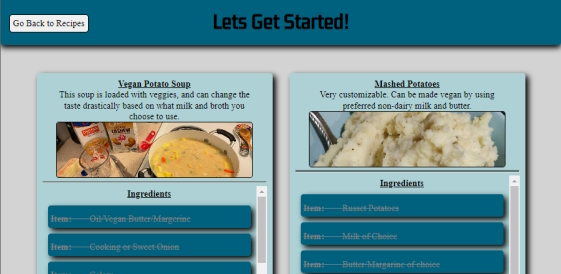 Go Back to Recipes
Lets Get Started!
Vegan Potato Soup
This soup is loaded with veggies, and can change the
taste drastically based on what milk and broth you
choose to use.
Ingredients
Item: Oil/Vegan Butter/Margerine
Item: Cooking or Sweet Onion
Mashed Potatoes
Very customizable. Can be made vegan by using
preferred non-dairy milk and butter.
Ingredients
Item: Russet Potatoes
Item: Milk of Choice
Item: Butter/Margarine of choice